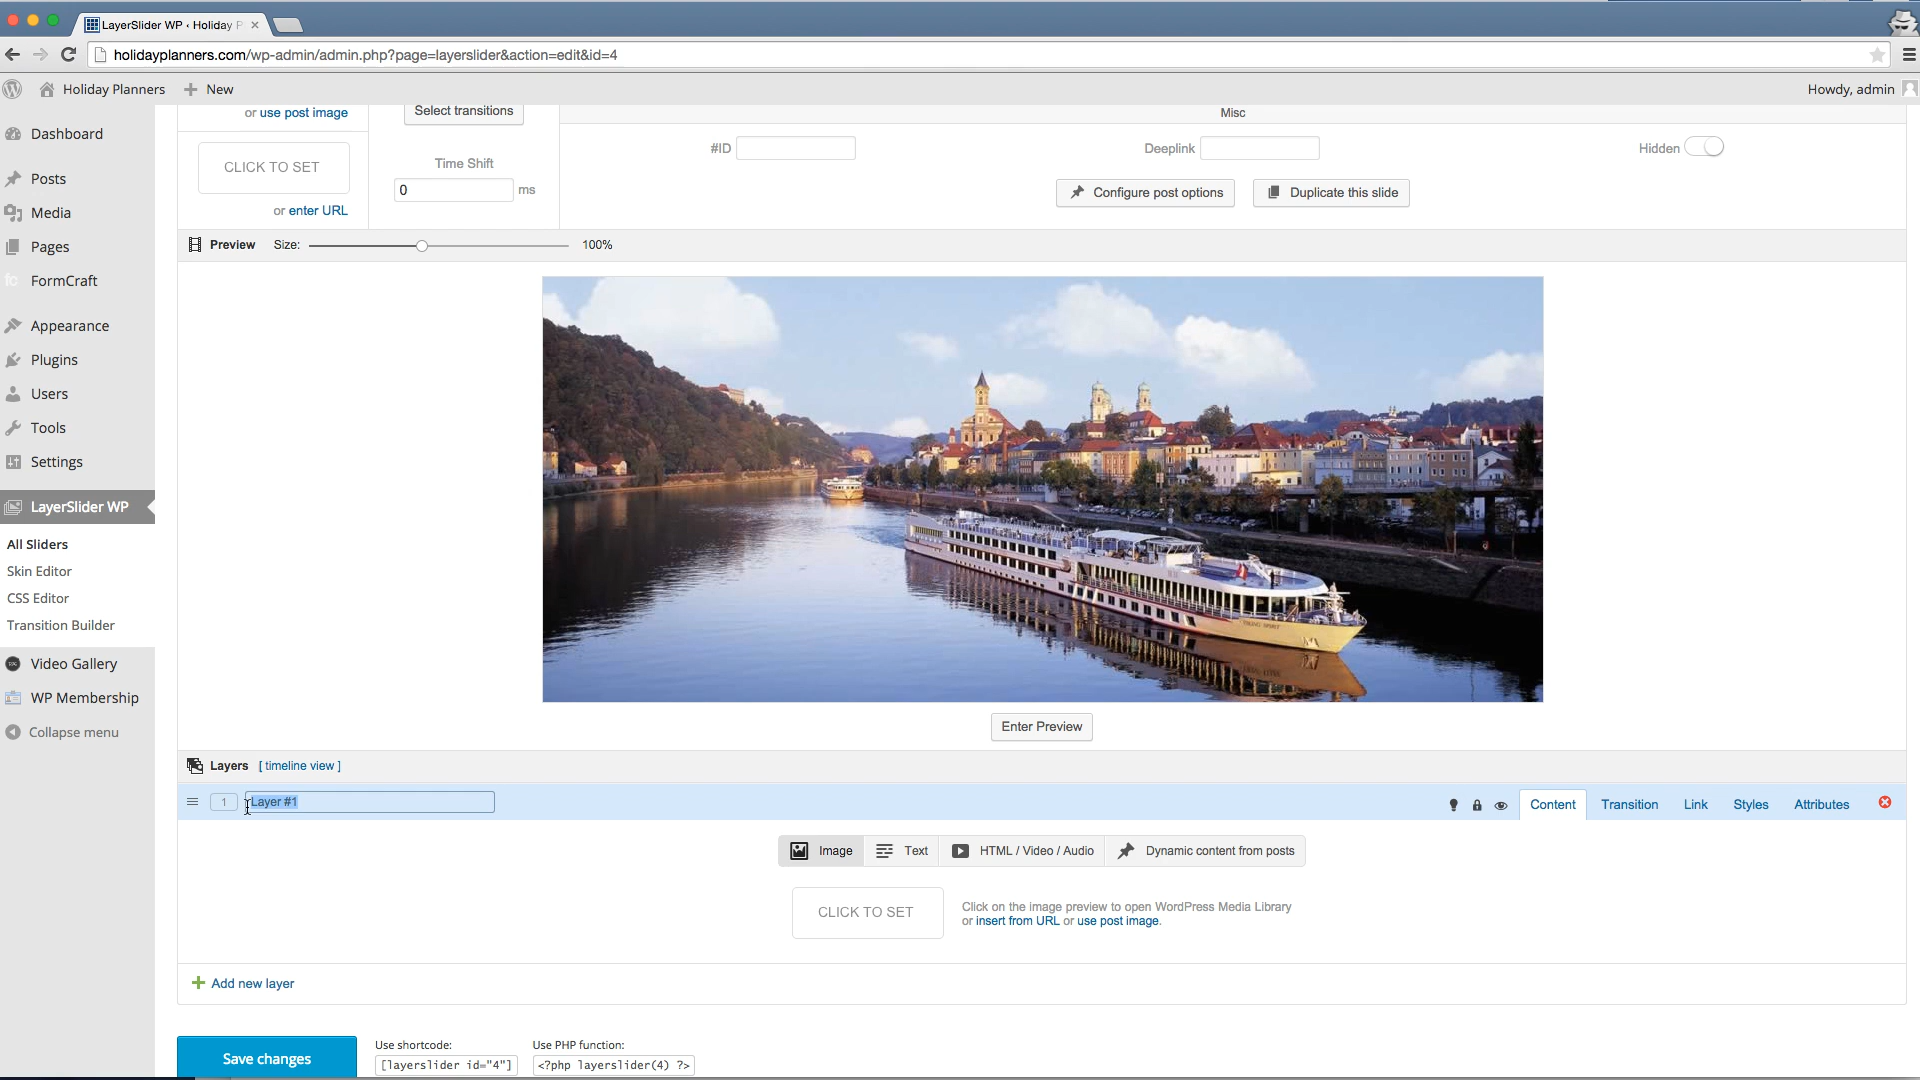 LayerSlider WP ‹ Holiday P
holidayplanners.com/wp-admin/admin.php?page=layerslider&action=edit&id=4
Holiday Planners
New
Howdy, admin
Dashboard
Posts
Media
Pages
FormCraft
Appearance
Plugins
Users
Tools
Settings
LayerSlider WP
All Sliders
Skin Editor
CSS Editor
Transition Builder
Video Gallery
WP Membership
Collapse menu
or use post image
CLICK TO SET
or enter URL
Select transitions
Time Shift
0 ms
Misc
#ID
Deeplink
Hidden
Configure post options
Duplicate this slide
Preview Size: 100%
Enter Preview
Layers [ timeline view ]
1 Layer #1
Content Transition Link Styles Attributes
Image Text HTML / Video / Audio Dynamic content from posts
CLICK TO SET
Click on the image preview to open WordPress Media Library
or insert from URL or use post image.
Add new layer
Save changes
Use shortcode:
[layerslider id="4"]
Use PHP function:
<?php layerslider(4) ?>